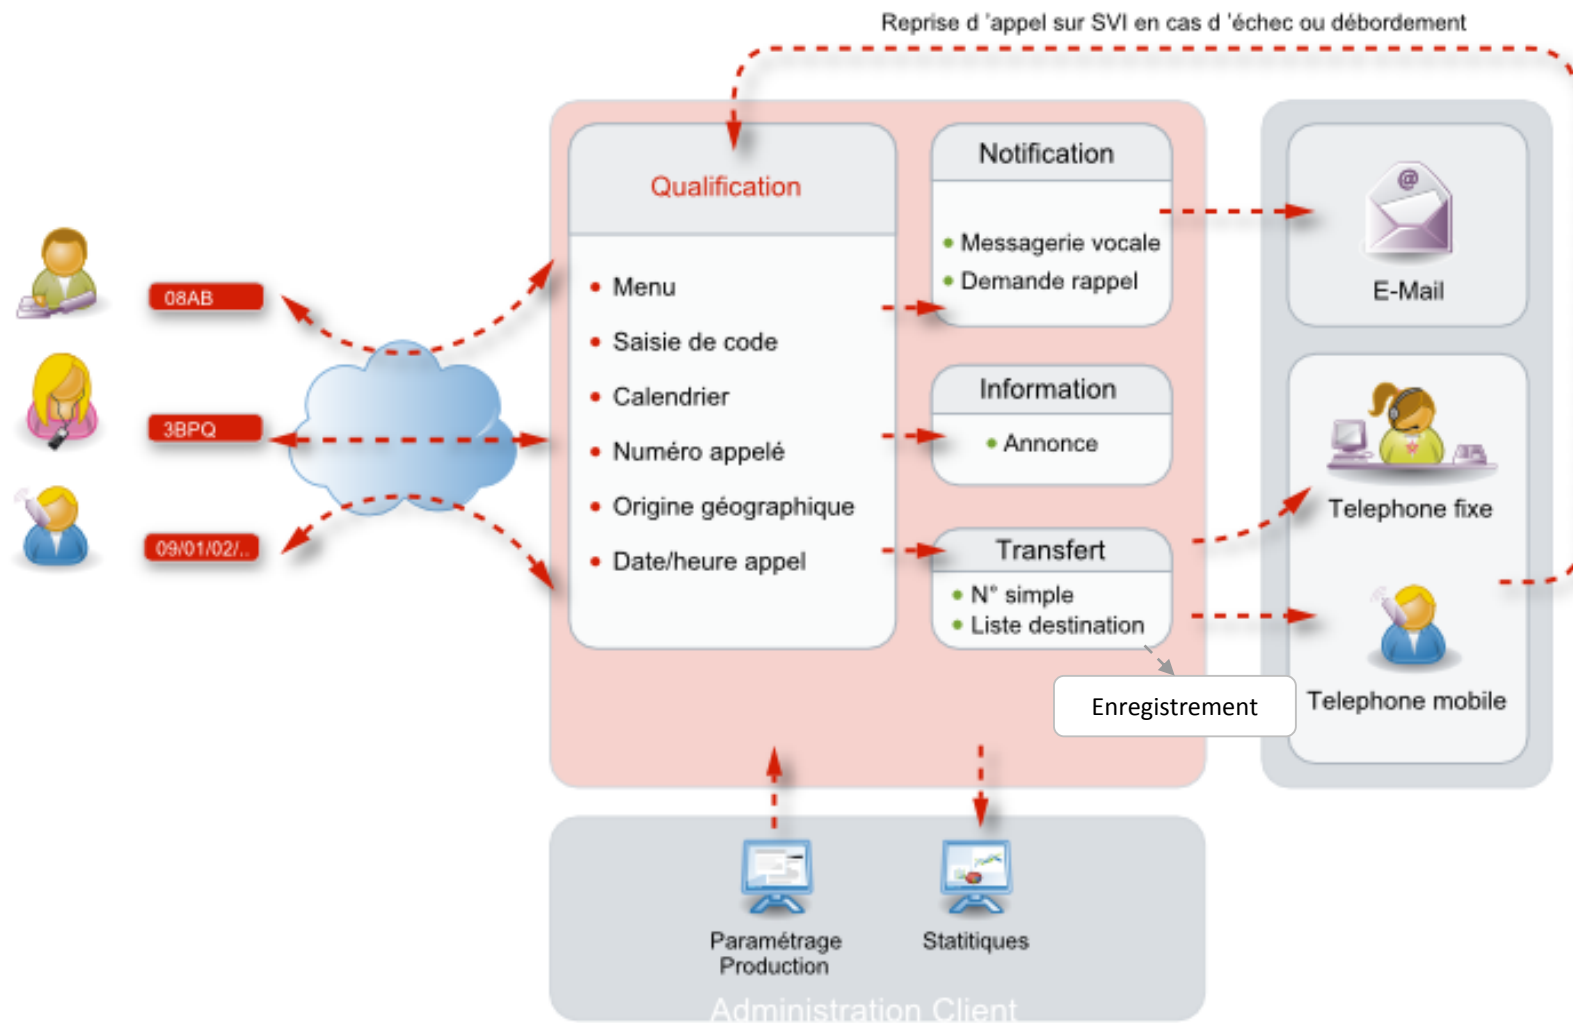 Reprise d 'appel sur SVI en cas d 'échec ou débordement
08AB
3BPQ
09/01/02/..
Qualification
Menu
Saisie de code
Calendrier
Numéro appelé
Origine géographique
Date/heure appel
Notification
Messagerie vocale
Demande rappel
Information
Annonce
Transfert
N° simple
Liste destination
Enregistrement
@
E-Mail
Telephone fixe
Telephone mobile
Paramétrage
Production
Statitiques
Administration Client